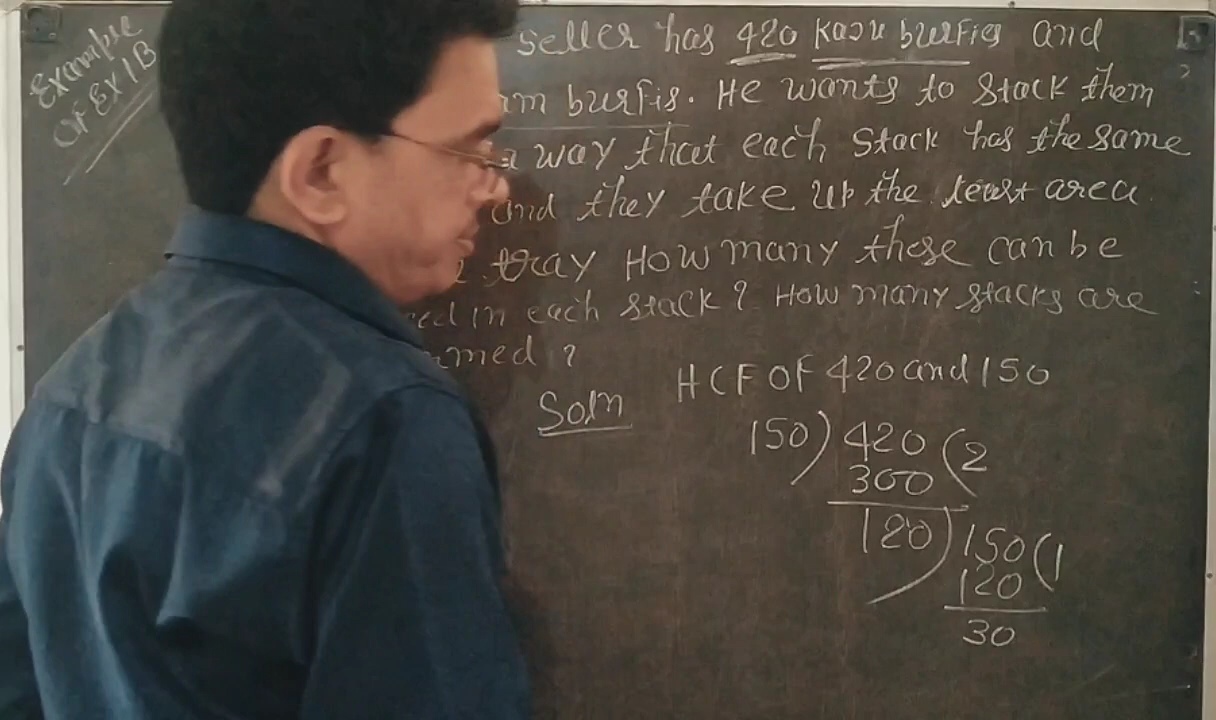 Example
Of EX 1B
seller has 420 kaju burfies and
m burfis. He wants to stack them
a way that each stack has the same
and they take up the least area
tray How many these can be
ed in each stack? How many stacks are
med ?
Soln
HCF OF 420 and 150
150) 420 (2
300
120) 150 (1
120
30